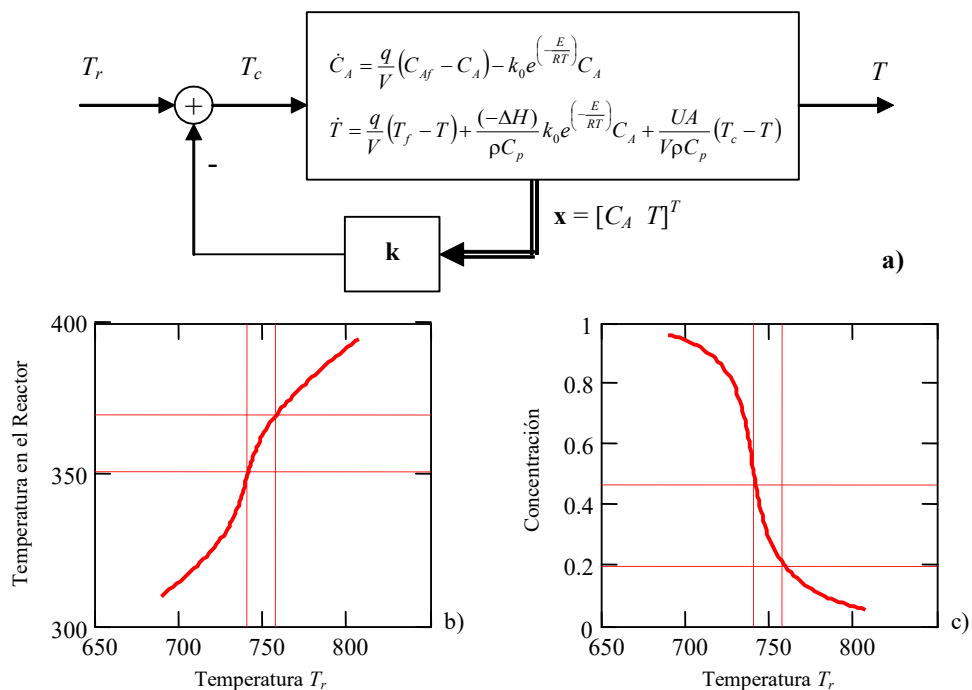 T_r
T_c
Ċ_A = q/V (C_{Af} − C_A) − k_0 e^{(−E/RT)} C_A
Ṫ = q/V (T_f − T) + (−ΔH)/(ρC_p) k_0 e^{(−E/RT)} C_A + UA/(VρC_p) (T_c − T)
T
+
-
x = [C_A T]^T
k
a)
400
350
300
650
700
750
800
Temperatura en el Reactor
Temperatura T_r
b)
1
0.8
0.6
0.4
0.2
0
650
700
750
800
Concentración
Temperatura T_r
c)